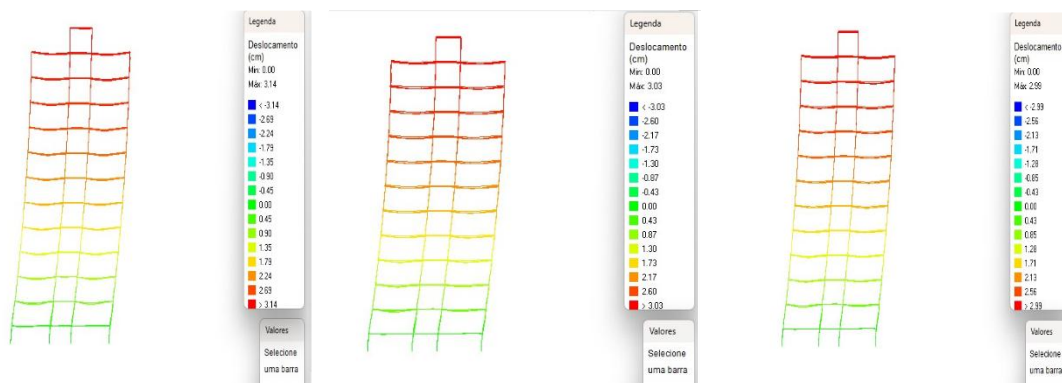 Legenda
Deslocamento
(cm)
Min: 0.00
Máx: 3.14
< -3.14
-2.69
-2.24
-1.79
-1.35
-0.90
-0.45
0.00
0.45
0.90
1.35
1.79
2.24
2.69
> 3.14
Valores
Selecione
uma barra
Legenda
Deslocamento
(cm)
Min: 0.00
Máx: 3.03
< -3.03
-2.60
-2.17
-1.73
-1.30
-0.87
-0.43
0.00
0.43
0.87
1.30
1.73
2.17
2.60
> 3.03
Valores
Selecione
uma barra
Legenda
Deslocamento
(cm)
Min: 0.00
Máx: 2.99
< -2.99
-2.56
-2.13
-1.71
-1.28
-0.85
-0.43
0.00
0.43
0.85
1.28
1.71
2.13
2.56
> 2.99
Valores
Selecione
uma barra